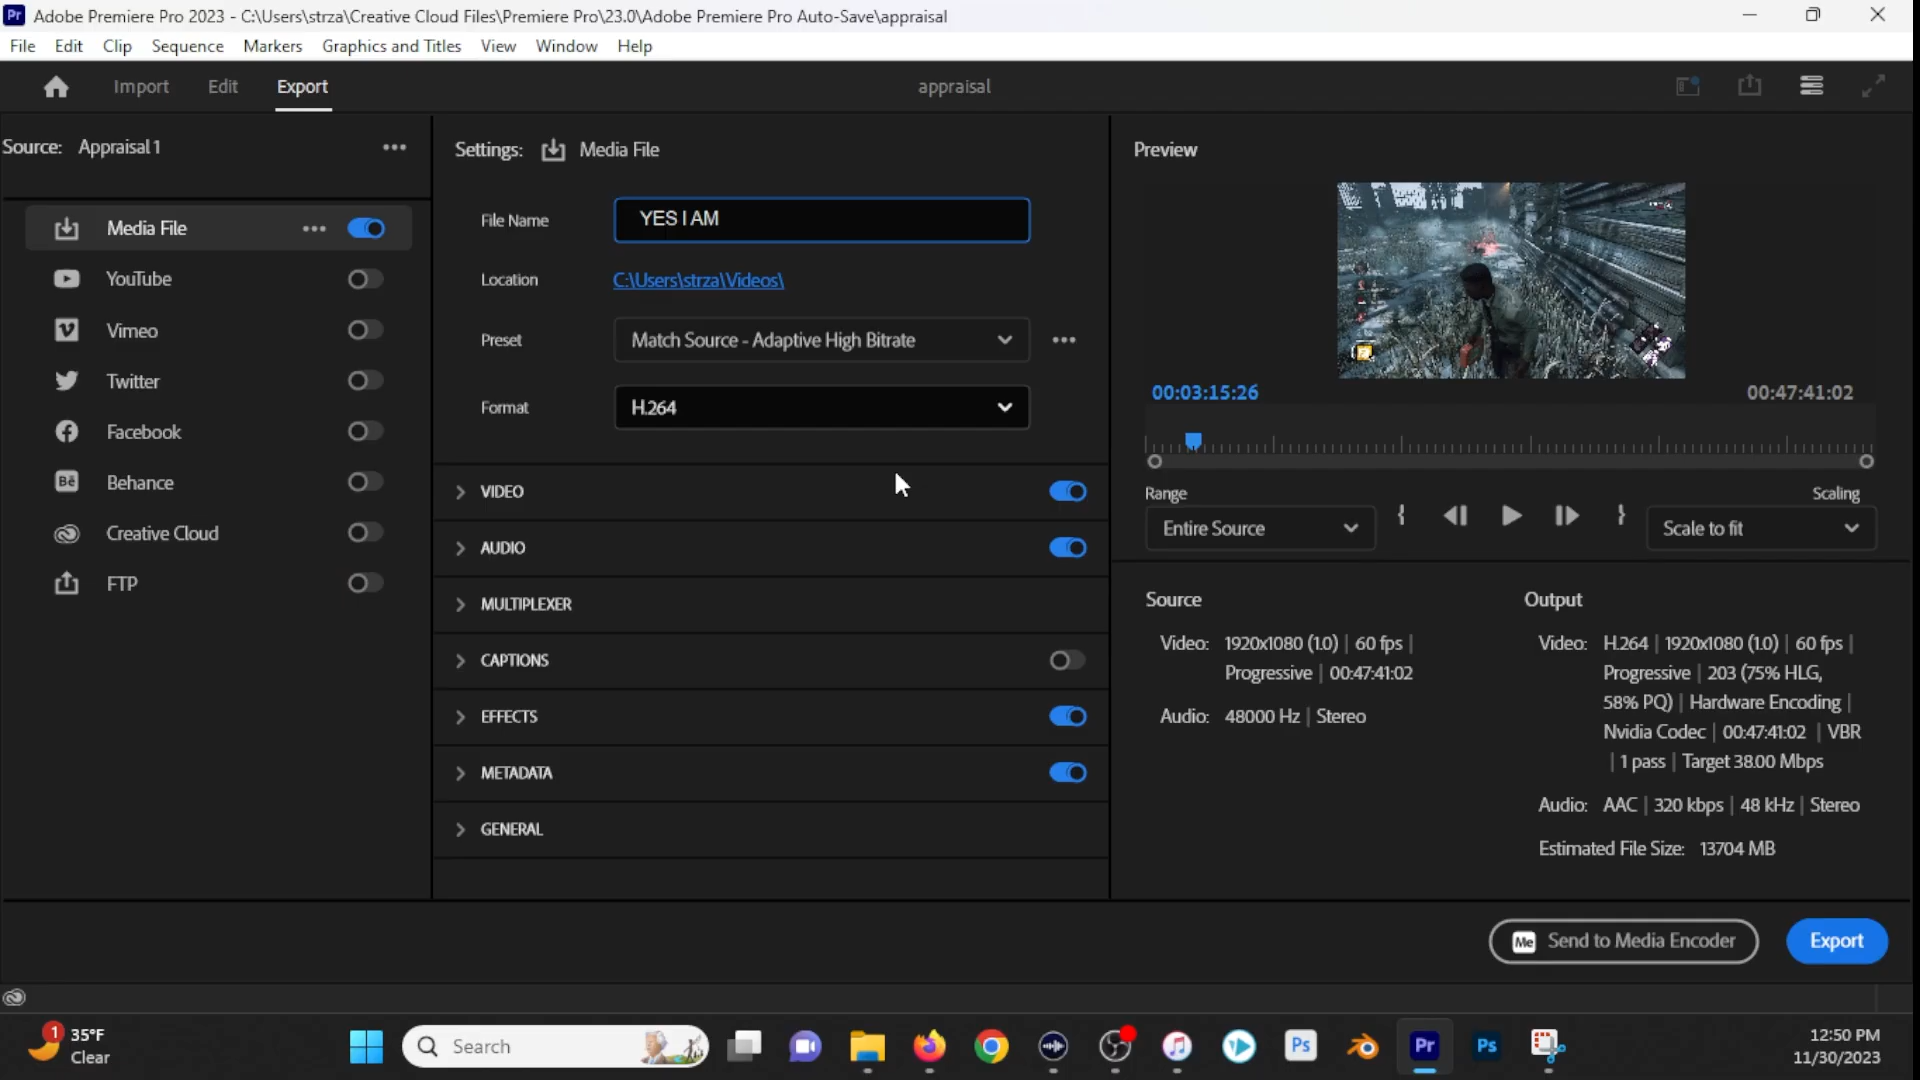 Pr Adobe Premiere Pro 2023 - C:\Users\strza\Creative Cloud Files\Premiere Pro\23.0\Adobe Premiere Pro Auto-Save\appraisal
File Edit Clip Sequence Markers Graphics and Titles View Window Help
Import Edit Export appraisal
Source: Appraisal 1
Media File
YouTube
Vimeo
Twitter
Facebook
Bē Behance
Creative Cloud
FTP
Settings: Media File
File Name YES I AM
Location C:\Users\strza\Videos\
Preset Match Source - Adaptive High Bitrate
Format H.264
VIDEO
AUDIO
MULTIPLEXER
CAPTIONS
EFFECTS
METADATA
GENERAL
Preview
00:03:15:26 00:47:41:02
Range Scaling
Entire Source Scale to fit
Source
Video: 1920x1080 (1.0) | 60 fps |
Progressive | 00:47:41:02
Audio: 48000 Hz | Stereo
Output
Video: H.264 | 1920x1080 (1.0) | 60 fps |
Progressive | 203 (75% HLG,
58% PQ) | Hardware Encoding |
Nvidia Codec | 00:47:41:02 | VBR
| 1 pass | Target 38.00 Mbps
Audio: AAC | 320 kbps | 48 kHz | Stereo
Estimated File Size: 13704 MB
Me Send to Media Encoder Export
1 35°F
Clear
Search
Ps Pr Ps
12:50 PM
11/30/2023